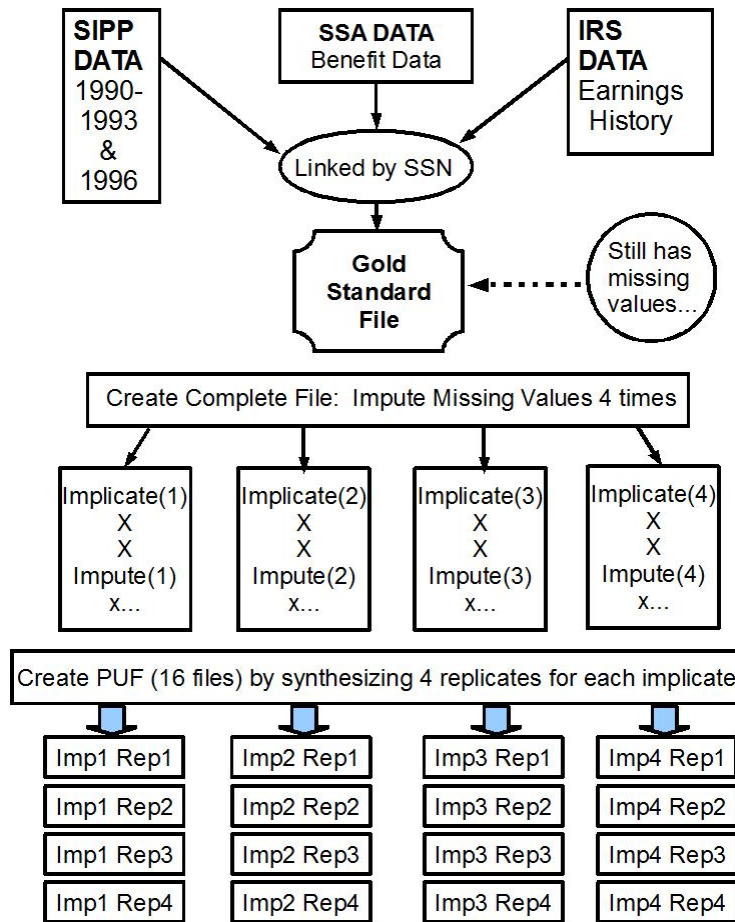 SIPP
DATA
1990-
1993
&
1996
SSA DATA
Benefit Data
IRS
DATA
Earnings
History
Linked by SSN
Gold
Standard
File
Still has
missing
values...
Create Complete File: Impute Missing Values 4 times
Implicate(1)
X
X
Impute(1)
x...
Implicate(2)
X
X
Impute(2)
x...
Implicate(3)
X
X
Impute(3)
x...
Implicate(4)
X
X
Impute(4)
x...
Create PUF (16 files) by synthesizing 4 replicates for each implicate
Imp1 Rep1
Imp2 Rep1
Imp3 Rep1
Imp4 Rep1
Imp1 Rep2
Imp2 Rep2
Imp3 Rep2
Imp4 Rep2
Imp1 Rep3
Imp2 Rep3
Imp3 Rep3
Imp4 Rep3
Imp1 Rep4
Imp2 Rep4
Imp3 Rep4
Imp4 Rep4